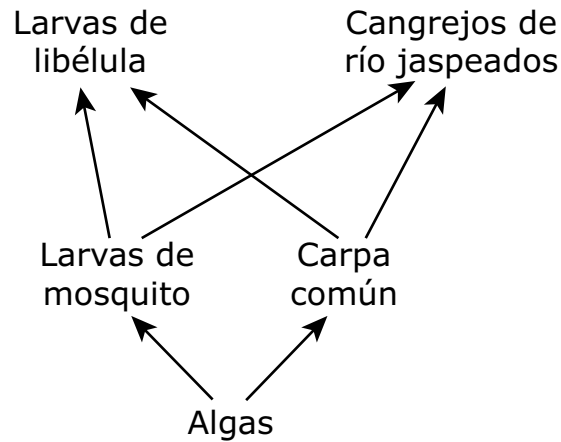 Larvas de
libélula
Cangrejos de
río jaspeados
Larvas de
mosquito
Carpa
común
Algas